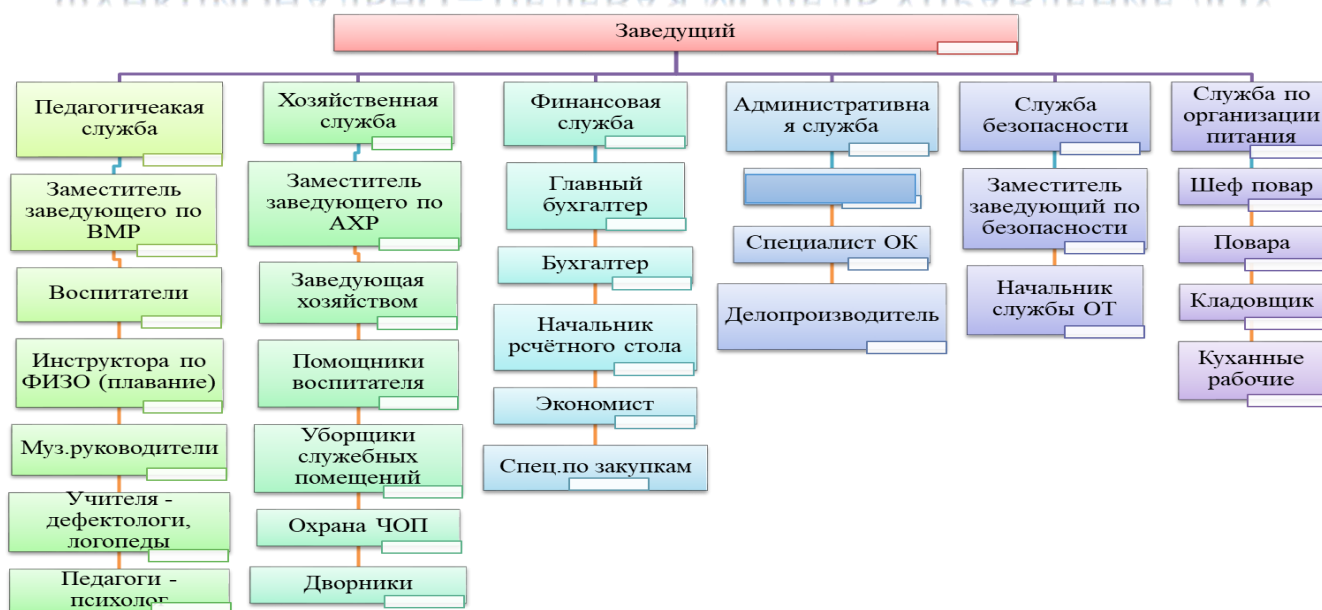 Заведущий
Педагогичеакая
служба
Заместитель
заведующего по
ВМР
Воспитатели
Инструктора по
ФИЗО (плавание)
Муз.руководители
Учителя -
дефектологи,
логопеды
Педагоги -
психолог
Хозяйственная
служба
Заместитель
заведующего по
АХР
Заведующая
хозяйством
Помощники
воспитателя
Уборщики
служебных
помещений
Охрана ЧОП
Дворники
Финансовая
служба
Главный
бухгалтер
Бухгалтер
Начальник
рсчётного стола
Экономист
Спец.по закупкам
Административна
я служба
Специалист ОК
Делопроизводитель
Служба
безопасности
Заместитель
заведующий по
безопасности
Начальник
службы ОТ
Служба по
организации
питания
Шеф повар
Повара
Кладовщик
Куханные
рабочие